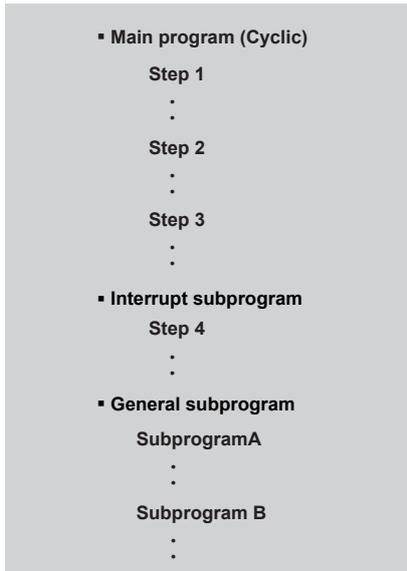 ▪ Main program (Cyclic)
Step 1
•
•
Step 2
•
•
Step 3
•
•
▪ Interrupt subprogram
Step 4
•
•
▪ General subprogram
SubprogramA
•
•
Subprogram B
•
•